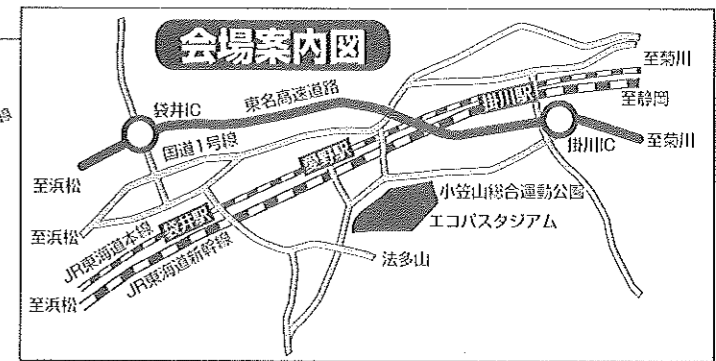 会場案内図
至菊川
至静岡
掛川駅
東名高速道路
袋井IC
国道1号線
愛野駅
掛川IC
至菊川
至浜松
小笠山総合運動公園
エコパスタジアム
袋井駅
至浜松
法多山
JR東海道本線
JR東海道新幹線
至浜松